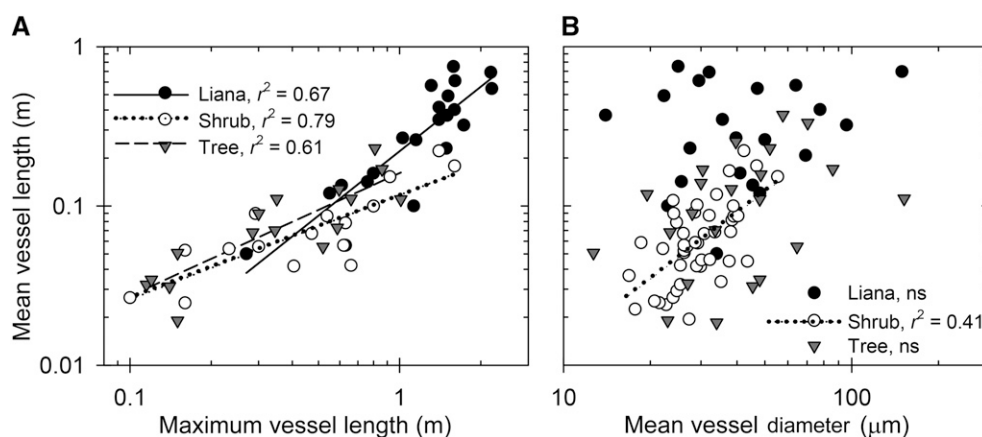 A
Mean vessel length (m)
1
0.1
0.01
Liana, r² = 0.67
Shrub, r² = 0.79
Tree, r² = 0.61
0.1
1
Maximum vessel length (m)
B
Liana, ns
Shrub, r² = 0.41
Tree, ns
10
100
Mean vessel diameter (μm)